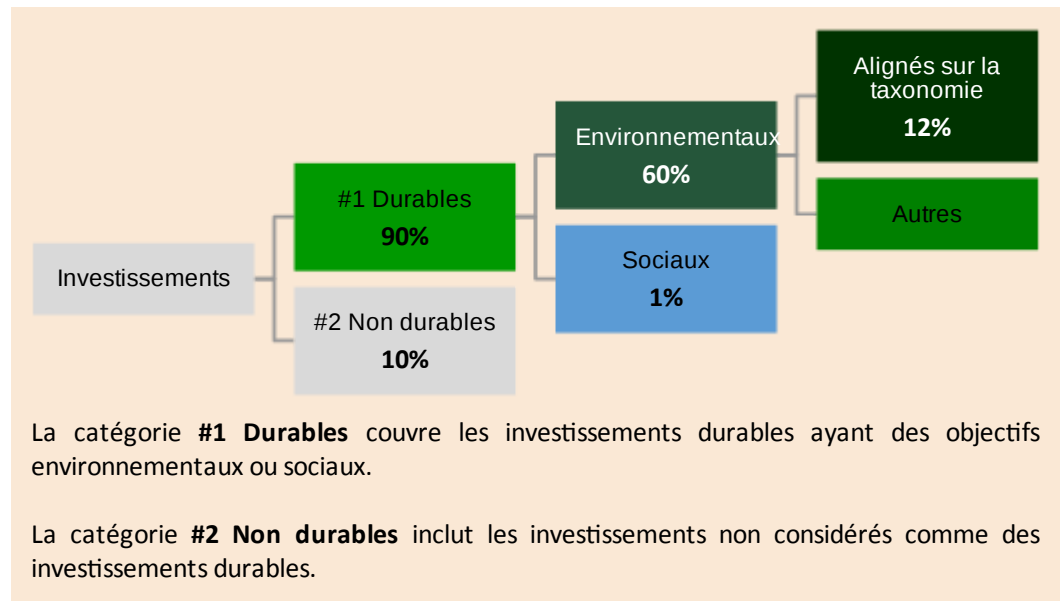 Investissements
#1 Durables
90%
#2 Non durables
10%
Environnementaux
60%
Sociaux
1%
Alignés sur la
taxonomie
12%
Autres
La catégorie #1 Durables couvre les investissements durables ayant des objectifs
environnementaux ou sociaux.
La catégorie #2 Non durables inclut les investissements non considérés comme des
investissements durables.